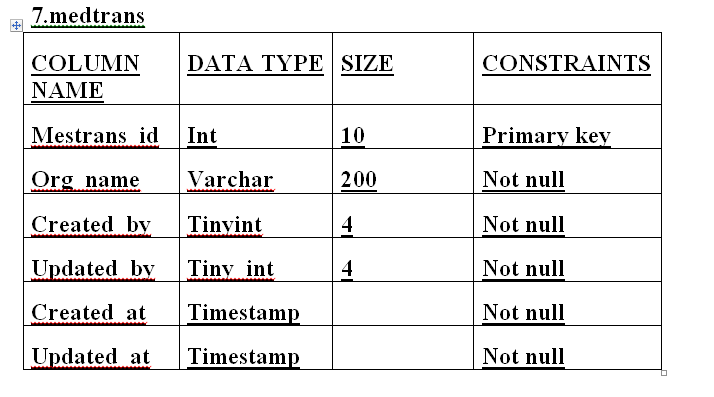 7.medtrans
COLUMN NAME DATA TYPE SIZE CONSTRAINTS
Mestrans_id Int 10 Primary key
Org_name Varchar 200 Not null
Created_by Tinyint 4 Not null
Updated_by Tiny_int 4 Not null
Created_at Timestamp Not null
Updated_at Timestamp Not null